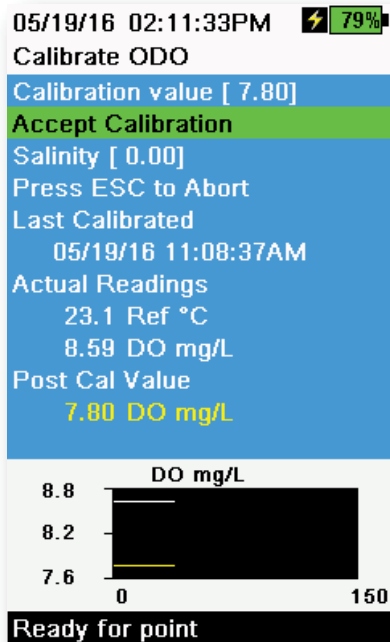 05/19/16 02:11:33PM 79%
Calibrate ODO
Calibration value [ 7.80]
Accept Calibration
Salinity [ 0.00]
Press ESC to Abort
Last Calibrated
05/19/16 11:08:37AM
Actual Readings
23.1 Ref °C
8.59 DO mg/L
Post Cal Value
7.80 DO mg/L
DO mg/L
8.8
8.2
7.6
0 150
Ready for point